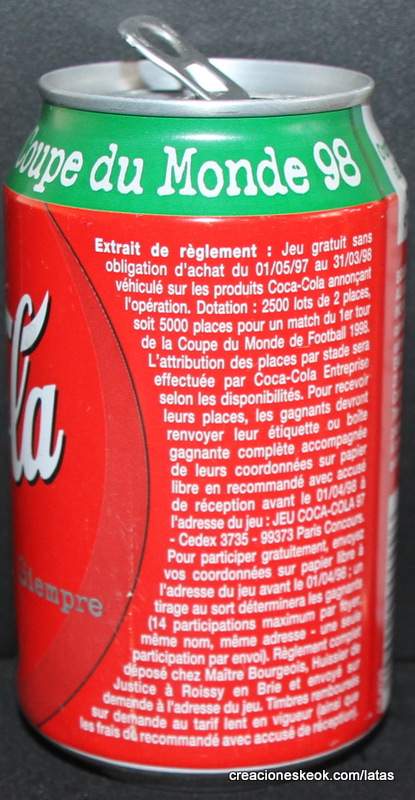 Coupe du Monde 98
la
Siempre
Extrait de règlement : Jeu gratuit sans
obligation d'achat du 01/05/97 au 31/03/98
véhiculé sur les produits Coca-Cola annonçant
l'opération. Dotation : 2500 lots de 2 places,
soit 5000 places pour un match du 1er tour
de la Coupe du Monde de Football 1998.
L'attribution des places par stade sera
effectuée par Coca-Cola Entreprise
selon les disponibilités. Pour recevoir
leurs places, les gagnants devront
renvoyer leur étiquette ou boîte
gagnante complète accompagnée
de leurs coordonnées sur papier
libre en recommandé avec accusé
de réception avant le 01/04/98 à
l'adresse du jeu : JEU COCA-COLA 97
- Cedex 3735 - 99373 Paris Concours.
Pour participer gratuitement, envoyez
vos coordonnées sur papier libre à
l'adresse du jeu avant le 01/04/98 ; un
tirage au sort déterminera les gagnants
(14 participations maximum par foyer,
même nom, même adresse - une seule
participation par envoi). Règlement complet
déposé chez Maître Bourgeois, Huissier de
Justice à Roissy en Brie et envoyé sur
demande à l'adresse du jeu. Timbres remboursés
sur demande au tarif lent en vigueur (ainsi que
les frais de recommandé avec accusé de réception).
creacioneskeok.com/latas